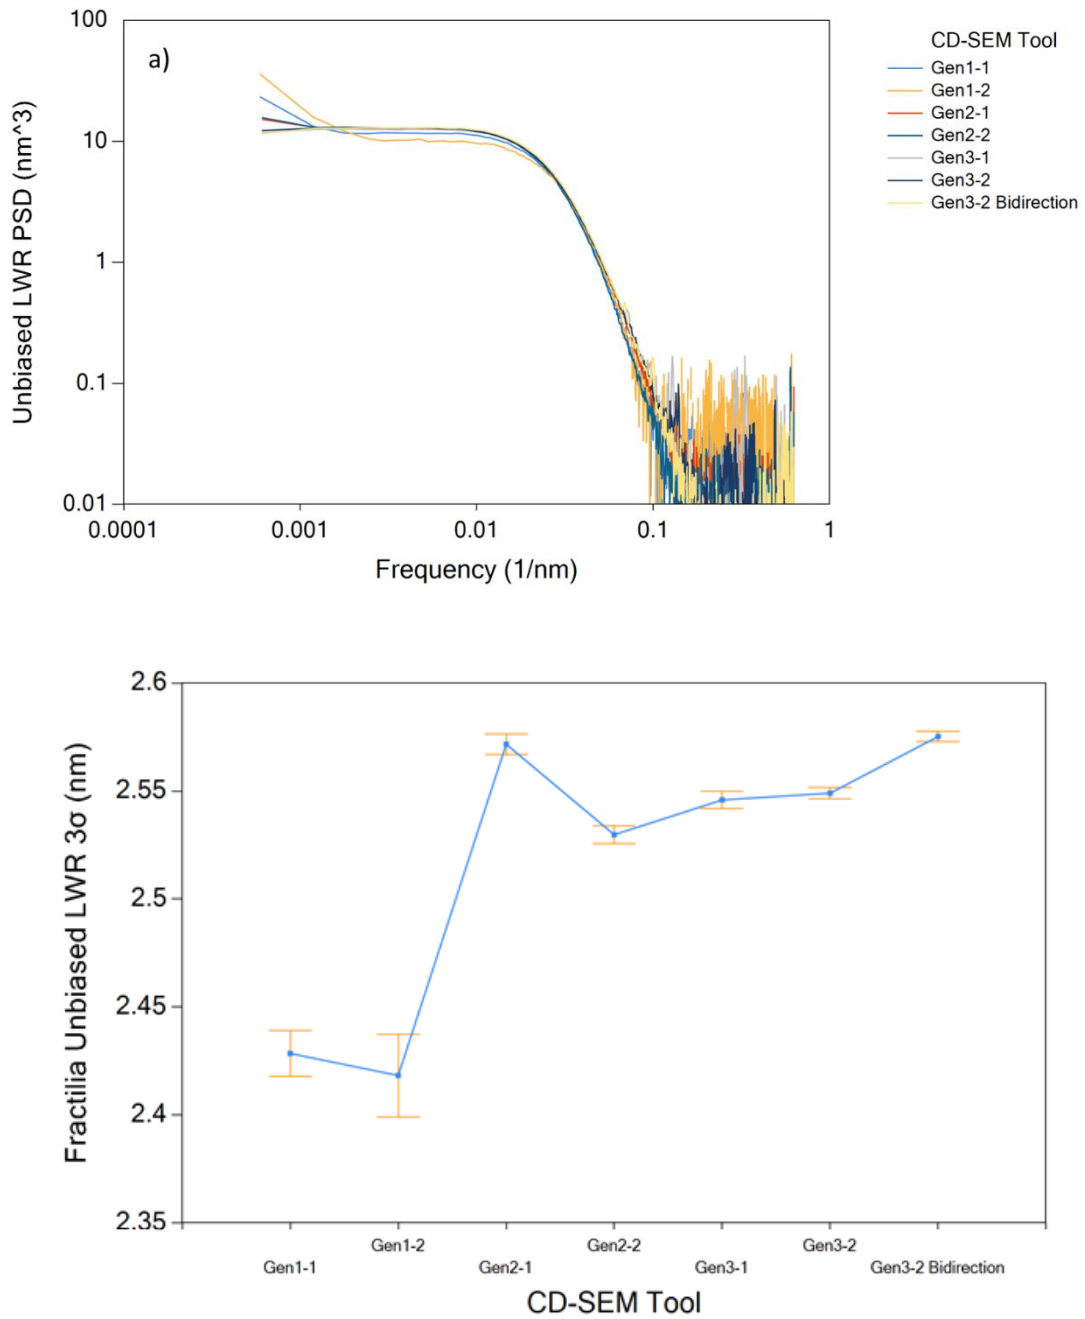 100
a)
10
1
0.1
0.01
0.0001
0.001
0.01
0.1
1
Unbiased LWR PSD (nm^3)
Frequency (1/nm)
CD-SEM Tool
Gen1-1
Gen1-2
Gen2-1
Gen2-2
Gen3-1
Gen3-2
Gen3-2 Bidirection
2.6
2.55
2.5
2.45
2.4
2.35
Fractilia Unbiased LWR 3σ (nm)
Gen1-1
Gen1-2
Gen2-1
Gen2-2
Gen3-1
Gen3-2
Gen3-2 Bidirection
CD-SEM Tool